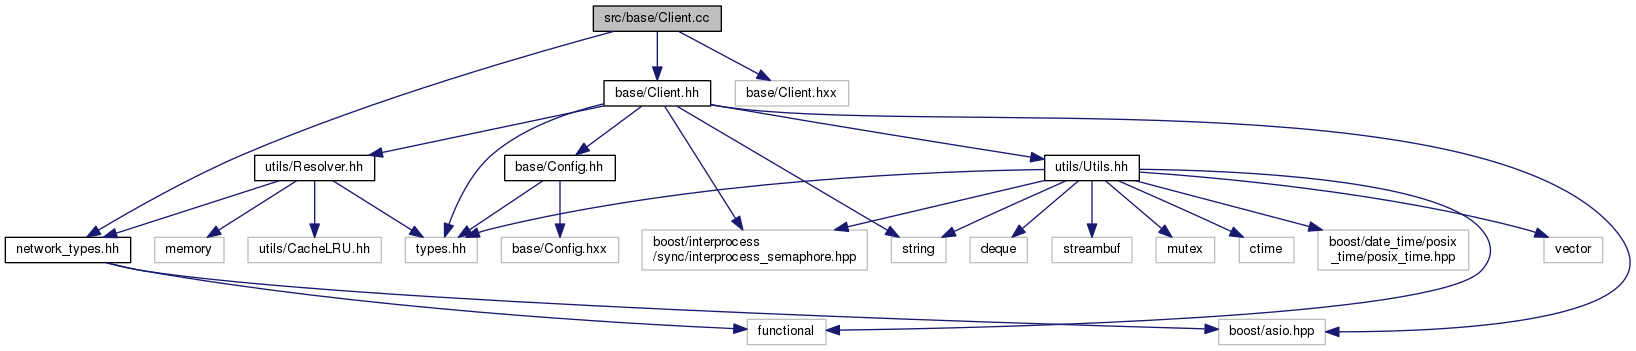 src/base/Client.cc
base/Client.hh
base/Client.hxx
utils/Resolver.hh
base/Config.hh
utils/Utils.hh
network_types.hh
memory
utils/CacheLRU.hh
types.hh
base/Config.hxx
boost/interprocess
/sync/interprocess_semaphore.hpp
string
deque
streambuf
mutex
ctime
boost/date_time/posix
_time/posix_time.hpp
vector
functional
boost/asio.hpp